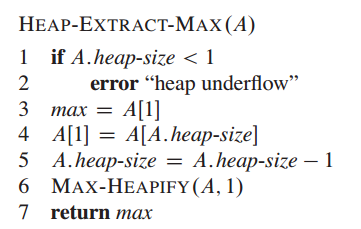 HEAP-EXTRACT-MAX(A)
1 if A.heap-size < 1
2 error “heap underflow”
3 max = A[1]
4 A[1] = A[A.heap-size]
5 A.heap-size = A.heap-size – 1
6 MAX-HEAPIFY(A, 1)
7 return max